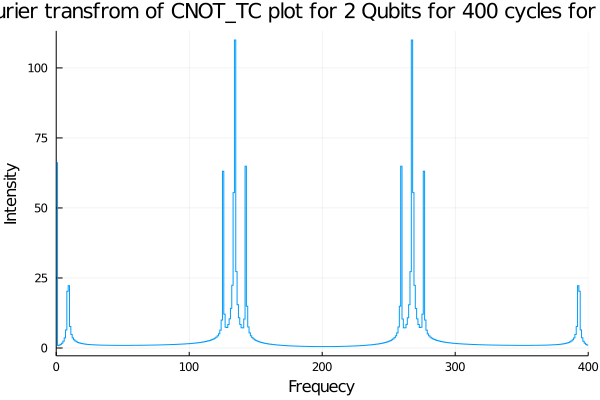 urier transfrom of CNOT_TC plot for 2 Qubits for 400 cycles for
Intensity
100
75
50
25
0
0 100 200 300 400
Frequecy